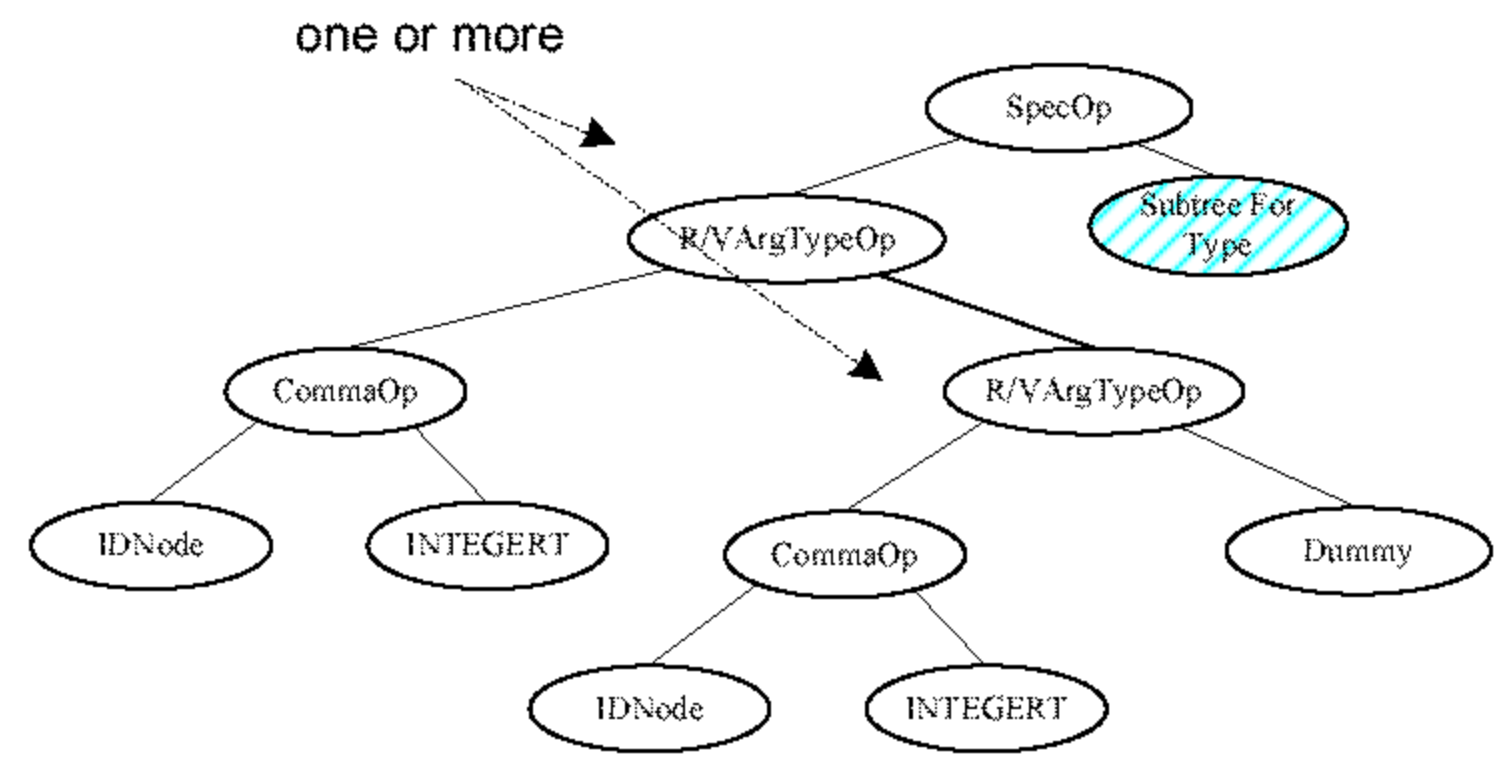 one or more
SpecOp
Subtree For
Type
R/VArgTypeOp
CommaOp
R/VArgTypeOp
IDNode
INTEGERT
CommaOp
Dummy
IDNode
INTEGERT